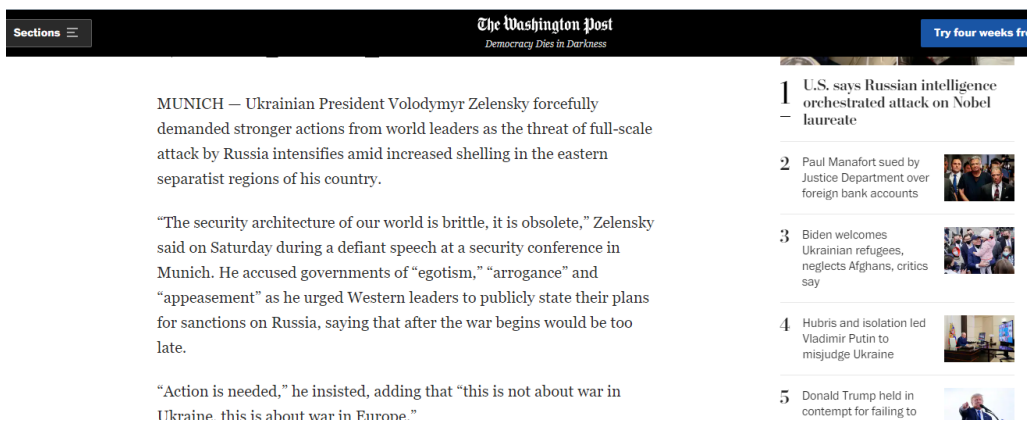 Sections
The Washington Post
Democracy Dies in Darkness
Try four weeks fre
MUNICH — Ukrainian President Volodymyr Zelensky forcefully
demanded stronger actions from world leaders as the threat of full-scale
attack by Russia intensifies amid increased shelling in the eastern
separatist regions of his country.
“The security architecture of our world is brittle, it is obsolete,” Zelensky
said on Saturday during a defiant speech at a security conference in
Munich. He accused governments of “egotism,” “arrogance” and
“appeasement” as he urged Western leaders to publicly state their plans
for sanctions on Russia, saying that after the war begins would be too
late.
“Action is needed,” he insisted, adding that “this is not about war in
Ukraine, this is about war in Europe.”
1
U.S. says Russian intelligence
orchestrated attack on Nobel
laureate
2
Paul Manafort sued by
Justice Department over
foreign bank accounts
3
Biden welcomes
Ukrainian refugees,
neglects Afghans, critics
say
4
Hubris and isolation led
Vladimir Putin to
misjudge Ukraine
5
Donald Trump held in
contempt for failing to